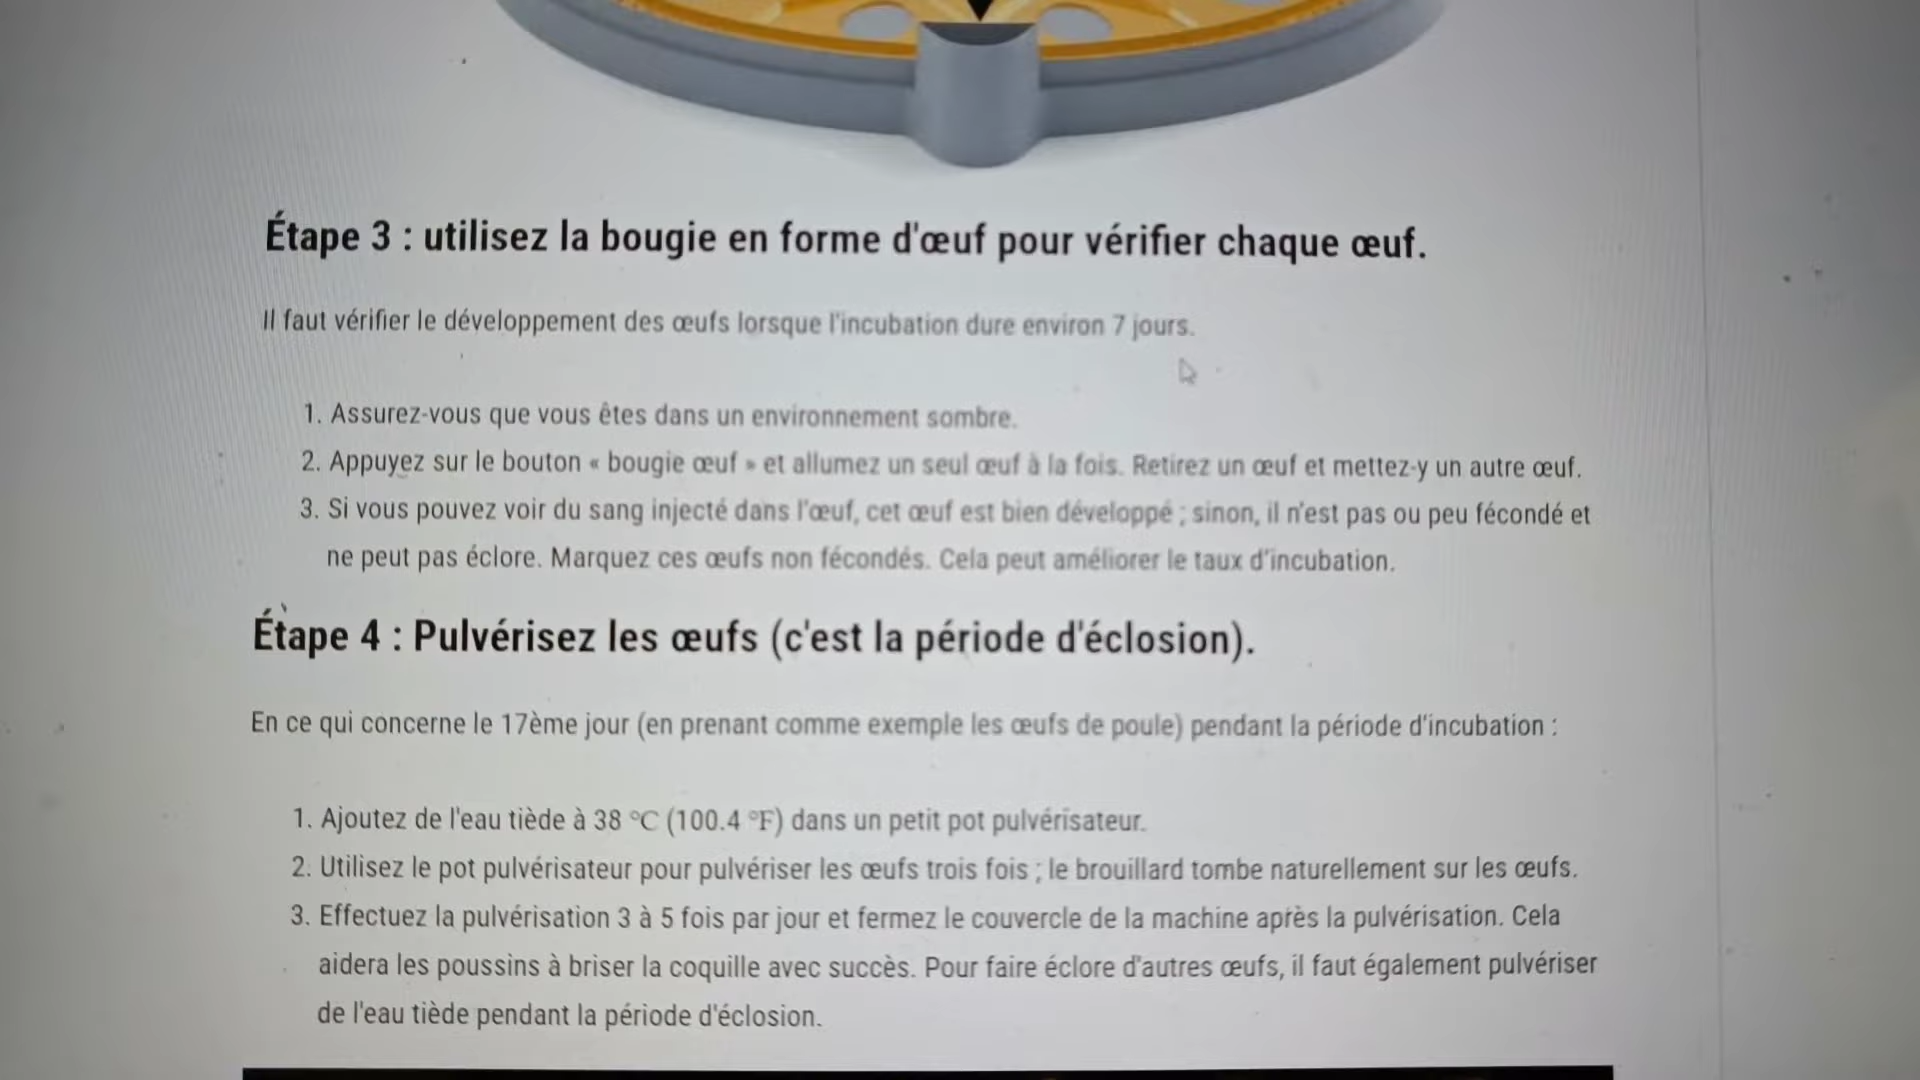 Étape 3 : utilisez la bougie en forme d'œuf pour vérifier chaque œuf.
Il faut vérifier le développement des œufs lorsque l'incubation dure environ 7 jours.
1. Assurez-vous que vous êtes dans un environnement sombre.
2. Appuyez sur le bouton « bougie œuf » et allumez un seul œuf à la fois. Retirez un œuf et mettez-y un autre œuf.
3. Si vous pouvez voir du sang injecté dans l'œuf, cet œuf est bien développé ; sinon, il n'est pas ou peu fécondé et
ne peut pas éclore. Marquez ces œufs non fécondés. Cela peut améliorer le taux d'incubation.
Étape 4 : Pulvérisez les œufs (c'est la période d'éclosion).
En ce qui concerne le 17ème jour (en prenant comme exemple les œufs de poule) pendant la période d'incubation :
1. Ajoutez de l'eau tiède à 38 °C (100.4 °F) dans un petit pot pulvérisateur.
2. Utilisez le pot pulvérisateur pour pulvériser les œufs trois fois ; le brouillard tombe naturellement sur les œufs.
3. Effectuez la pulvérisation 3 à 5 fois par jour et fermez le couvercle de la machine après la pulvérisation. Cela
aidera les poussins à briser la coquille avec succès. Pour faire éclore d'autres œufs, il faut également pulvériser
de l'eau tiède pendant la période d'éclosion.